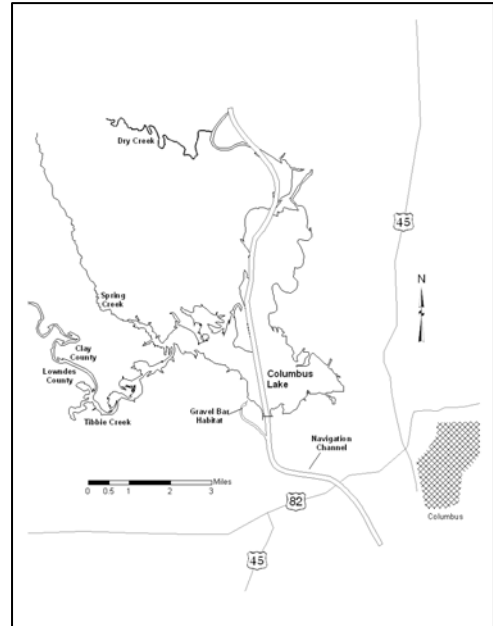 Dry Creek
45
N
Spring
Creek
Clay
County
Lowndes
County
Tibbie Creek
Columbus
Lake
Gravel Bar
Habitat
Navigation
Channel
0 0.5 1 2 3 Miles
82
Columbus
45